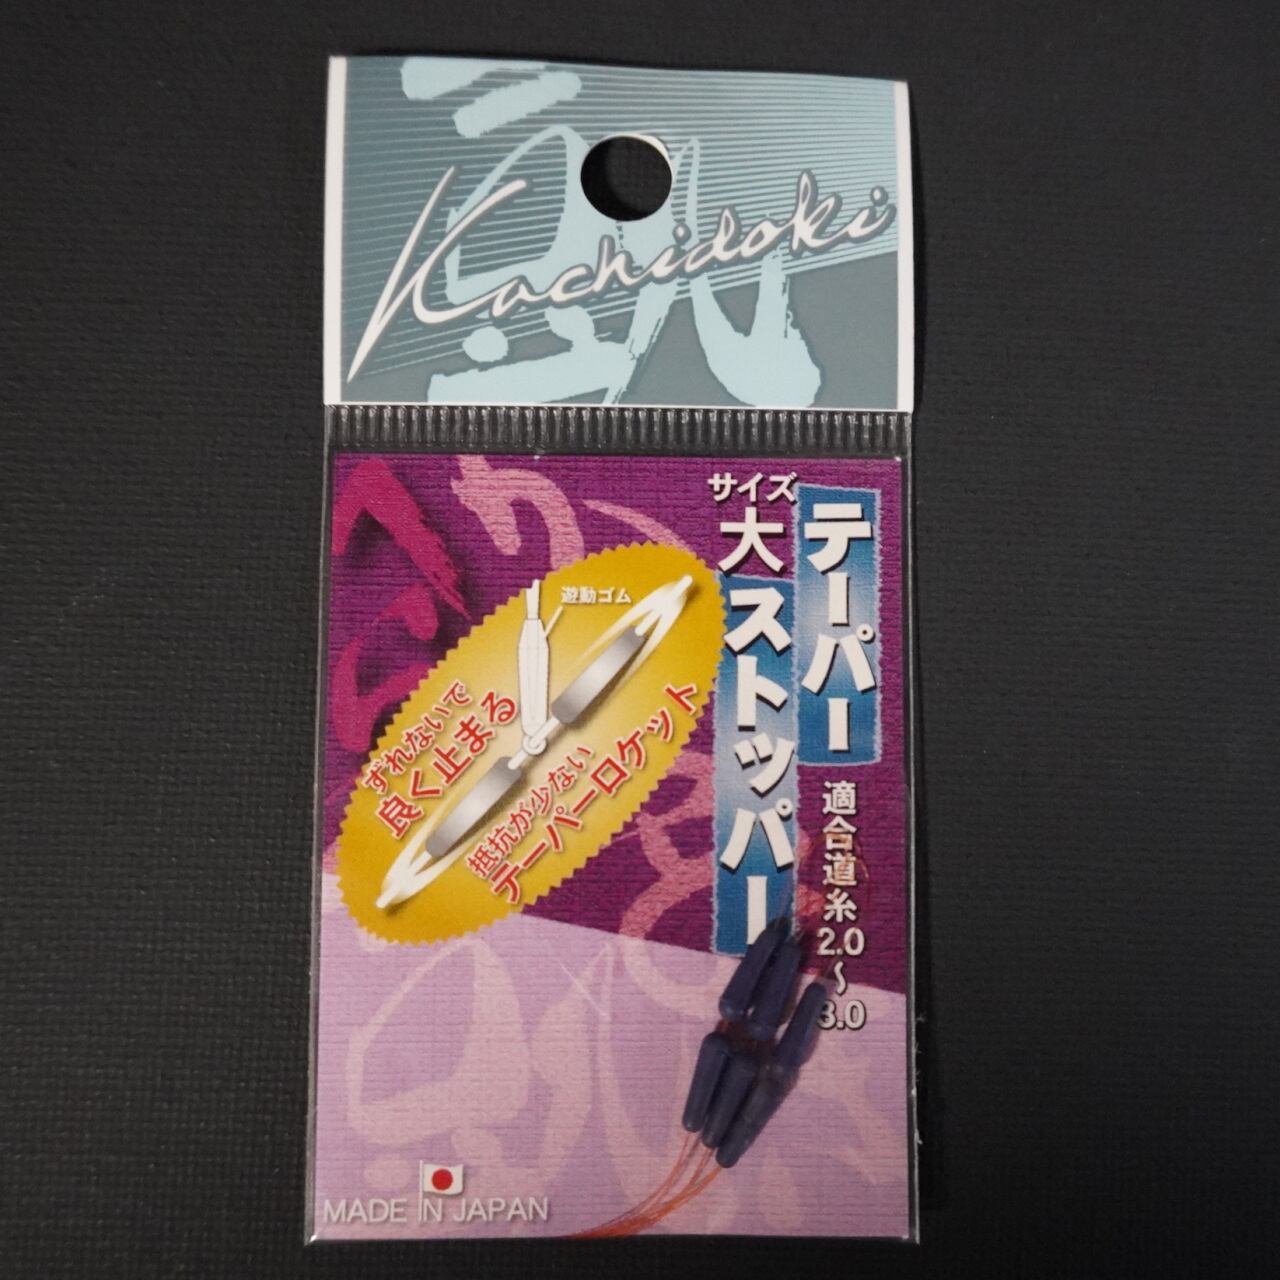 Kachidoki
サイズ
大
テーパー
ストッパー
適合道糸2.0～3.0
遊動ゴム
ずれないで
良く止まる
抵抗が少ない
テーパーロケット
MADE IN JAPAN